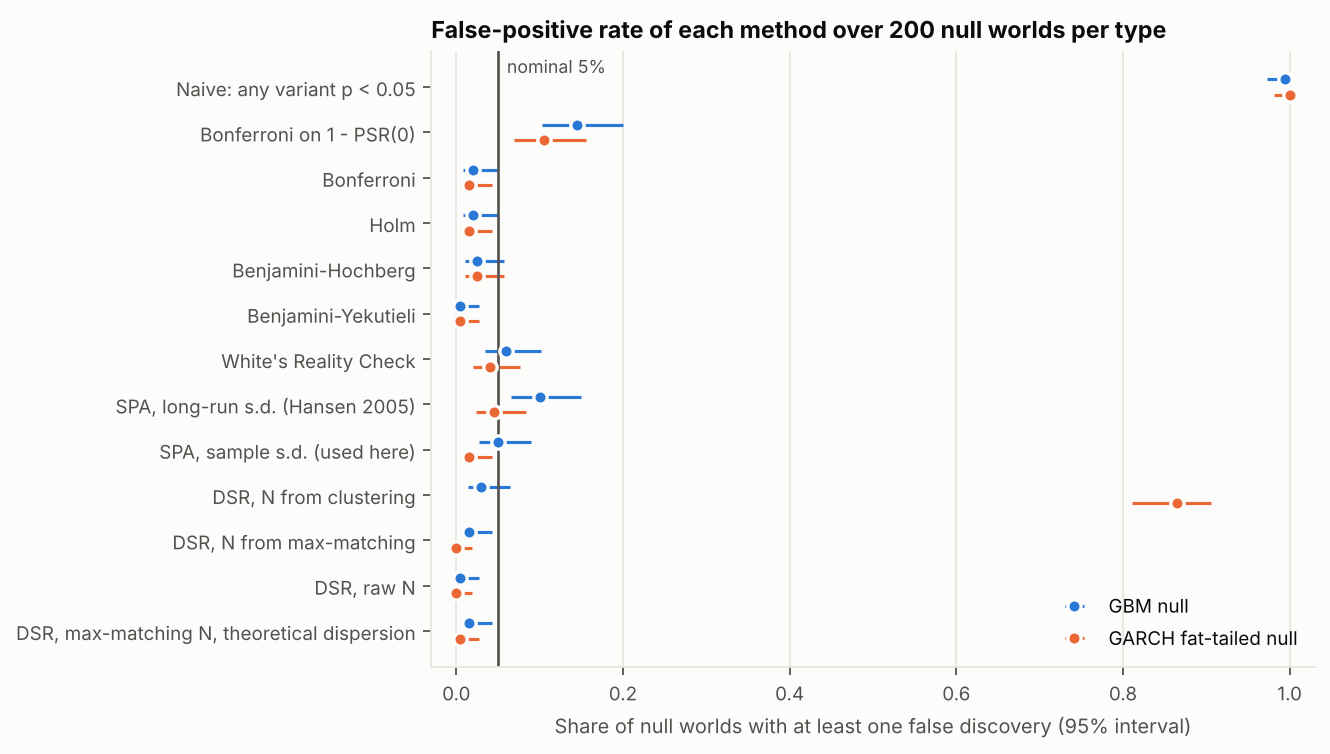 False-positive rate of each method over 200 null worlds per type
nominal 5%
Naive: any variant p < 0.05
Bonferroni on 1 - PSR(0)
Bonferroni
Holm
Benjamini-Hochberg
Benjamini-Yekutieli
White's Reality Check
SPA, long-run s.d. (Hansen 2005)
SPA, sample s.d. (used here)
DSR, N from clustering
DSR, N from max-matching
DSR, raw N
DSR, max-matching N, theoretical dispersion
GBM null
GARCH fat-tailed null
0.0 0.2 0.4 0.6 0.8 1.0
Share of null worlds with at least one false discovery (95% interval)